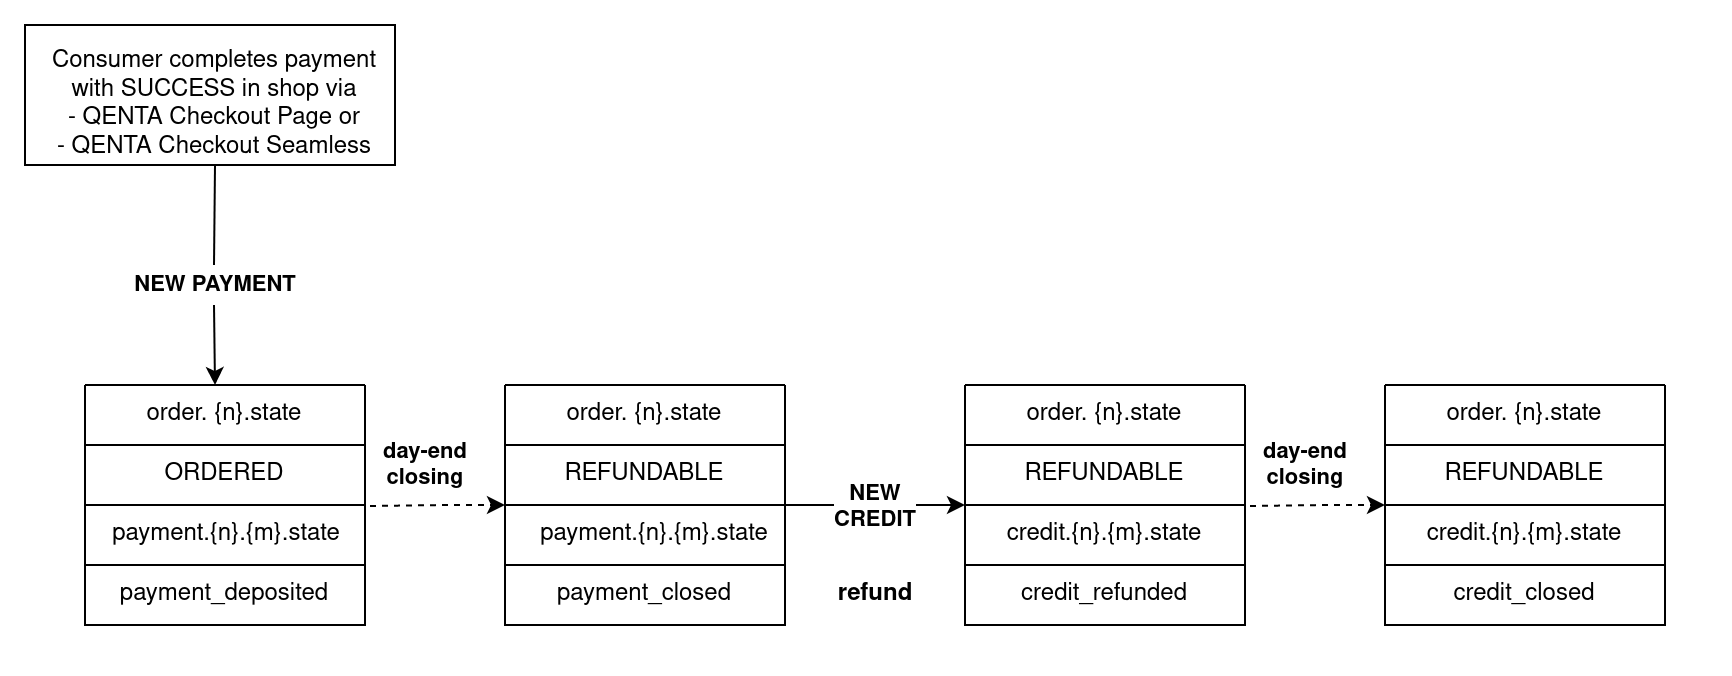 Consumer completes payment
with SUCCESS in shop via
- QENTA Checkout Page or
- QENTA Checkout Seamless
NEW PAYMENT
order. {n}.state
ORDERED
payment.{n}.{m}.state
payment_deposited
day-end
closing
order. {n}.state
REFUNDABLE
payment.{n}.{m}.state
payment_closed
NEW
CREDIT
refund
order. {n}.state
REFUNDABLE
credit.{n}.{m}.state
credit_refunded
day-end
closing
order. {n}.state
REFUNDABLE
credit.{n}.{m}.state
credit_closed